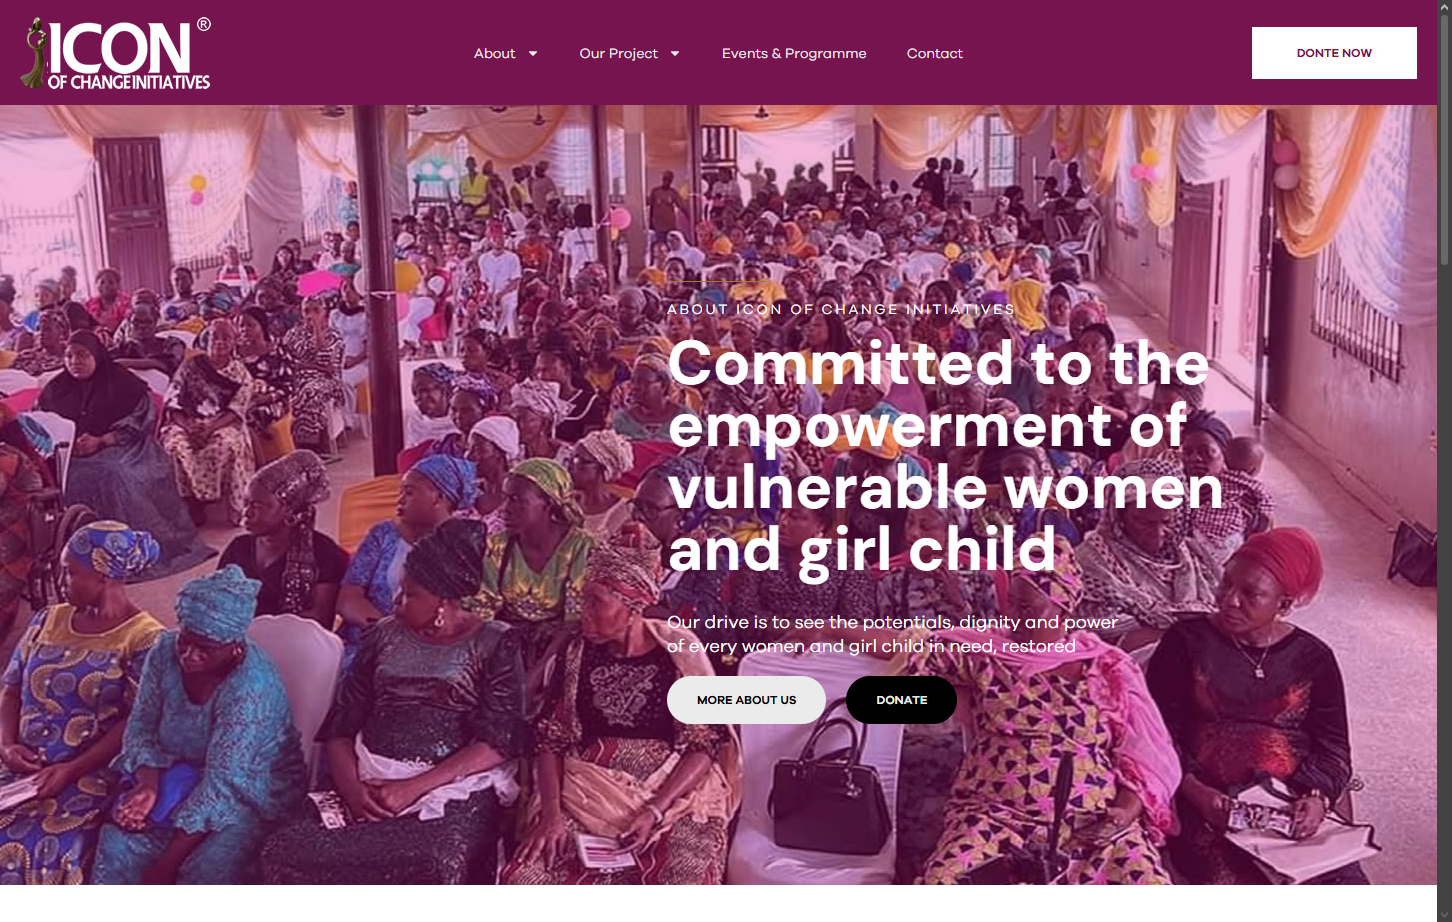 ICON ®
OF CHANGE INITIATIVES
About
Our Project
Events & Programme
Contact
DONTE NOW
ABOUT ICON OF CHANGE INITIATIVES
Committed to the
empowerment of
vulnerable women
and girl child
Our drive is to see the potentials, dignity and power
of every women and girl child in need, restored
MORE ABOUT US
DONATE